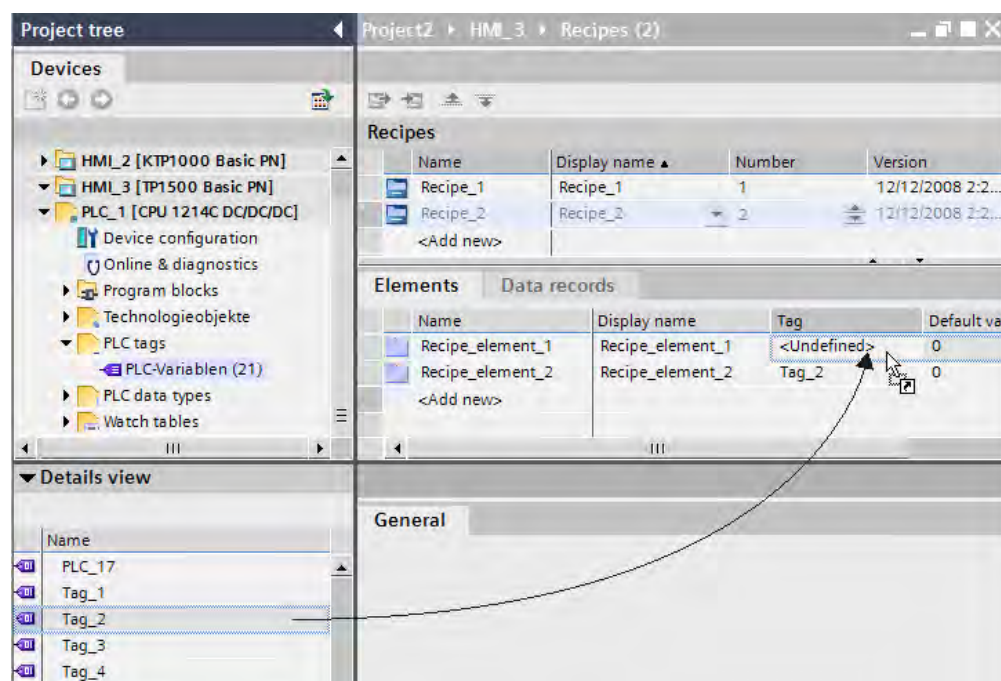 Project tree
Devices
HMI_2 [KTP1000 Basic PN]
HMI_3 [TP1500 Basic PN]
PLC_1 [CPU 1214C DC/DC/DC]
Device configuration
Online & diagnostics
Program blocks
Technologieobjekte
PLC tags
PLC-Variablen (21)
PLC data types
Watch tables
Details view
Name
PLC_17
Tag_1
Tag_2
Tag_3
Tag_4
Project2 HMI_3 Recipes (2)
Recipes
Name Display name Number Version
Recipe_1 Recipe_1 1 12/12/2008 2:2...
Recipe_2 Recipe_2 2 12/12/2008 2:2...
<Add new>
Elements Data records
Name Display name Tag Default va
Recipe_element_1 Recipe_element_1 <Undefined> 0
Recipe_element_2 Recipe_element_2 Tag_2 0
<Add new>
General